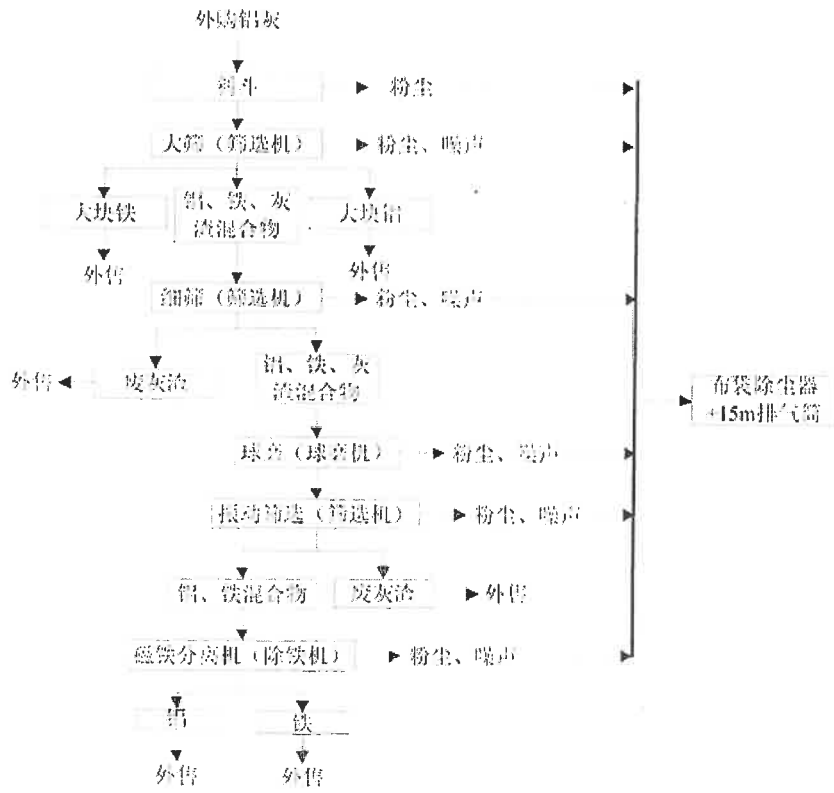 外购铝灰
料斗
粉尘
大筛（筛选机）
粉尘、噪声
大块铁
铝、铁、灰
渣混合物
大块铝
外售
外售
细筛（筛选机）
粉尘、噪声
外售
废灰渣
铝、铁、灰
渣混合物
布袋除尘器
+15m排气筒
球磨（球磨机）
粉尘、噪声
振动筛选（筛选机）
粉尘、噪声
铝、铁混合物
废灰渣
外售
磁铁分离机（除铁机）
粉尘、噪声
铝
铁
外售
外售